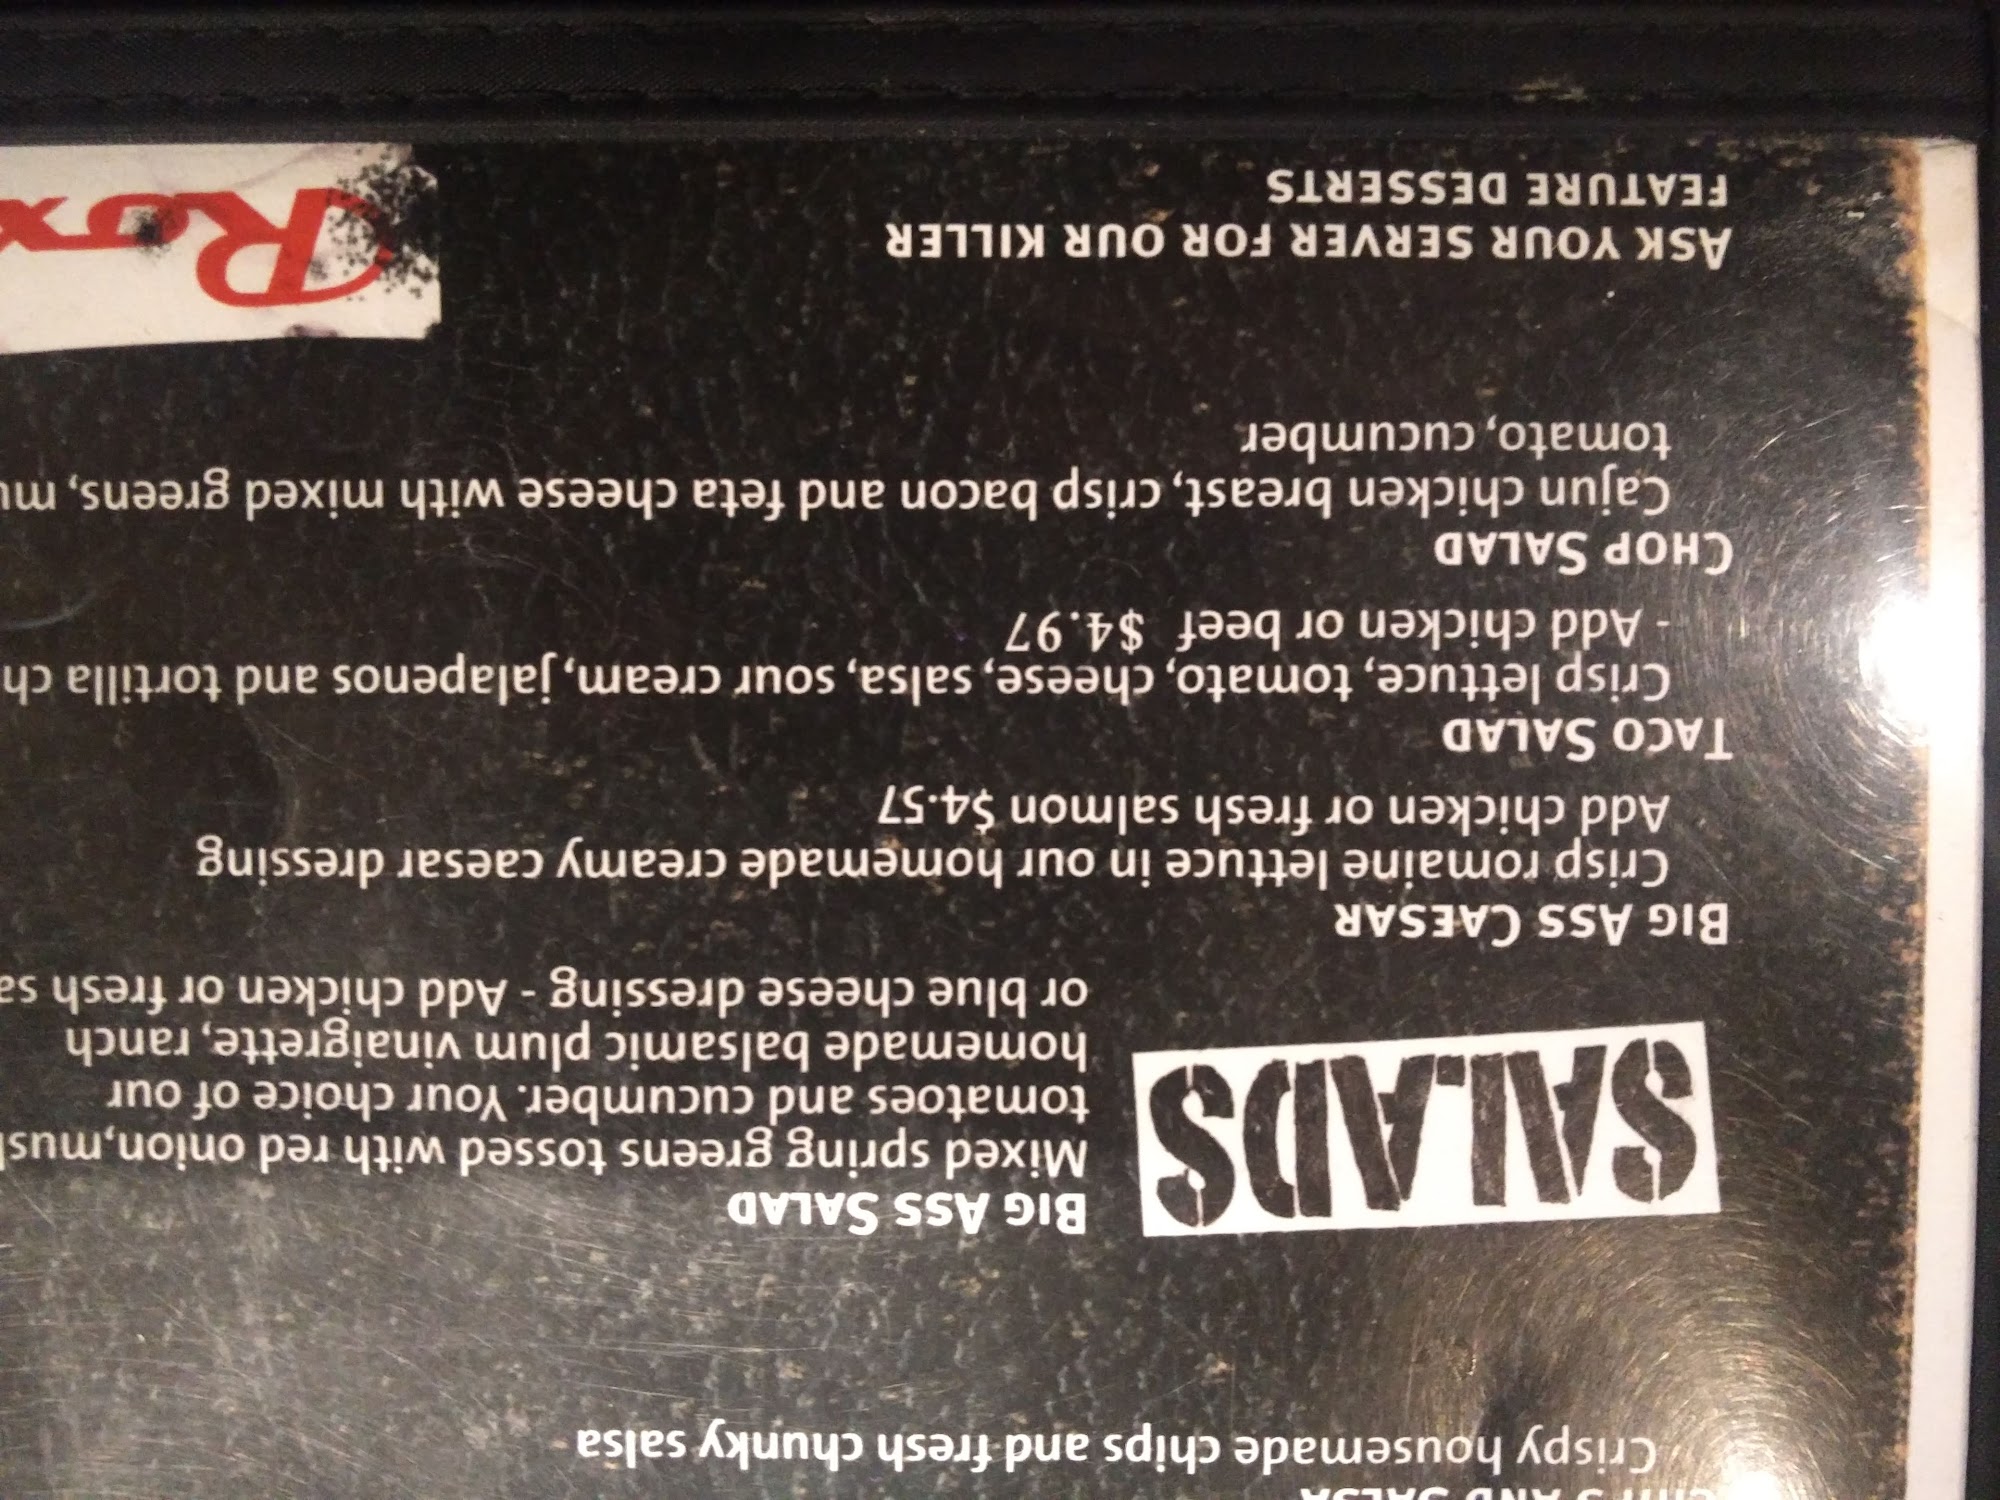 AND SALSA
Crispy housemade chips and fresh chunky salsa
SALADS
BIG ASS SALAD
Mixed spring greens tossed with red onion,
tomatoes and cucumber. Your choice of our
homemade balsamic plum vinaigrette, ranch
or blue cheese dressing - Add chicken or fresh
BIG ASS CAESAR
Crisp romaine lettuce in our homemade creamy caesar dressing
Add chicken or fresh salmon $4.57
TACO SALAD
Crisp lettuce, tomato, cheese, salsa, sour cream, jalapenos and tortilla
- Add chicken or beef $4.97
CHOP SALAD
Cajun chicken breast, crisp bacon and feta cheese with mixed greens,
tomato, cucumber
ASK YOUR SERVER FOR OUR KILLER
FEATURE DESSERTS